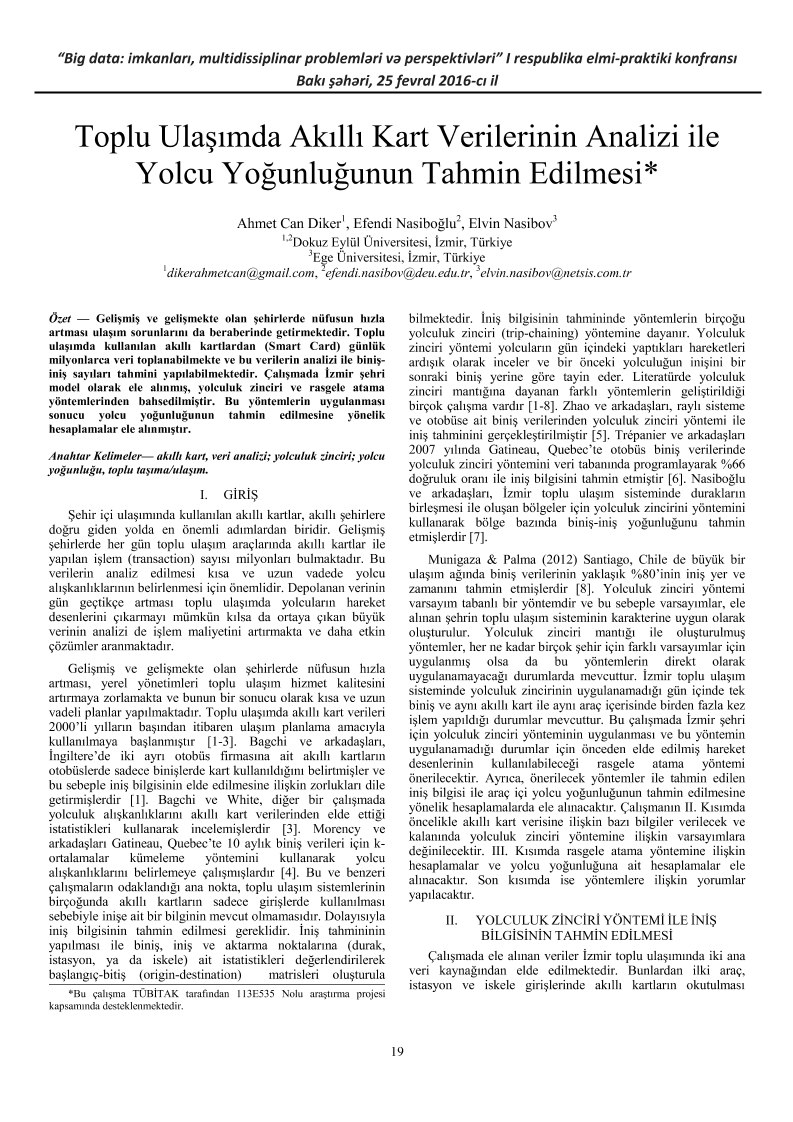 “Big data: imkanları, multidissiplinar problemləri və perspektivləri” I respublika elmi-praktiki konfransı
Bakı şəhəri, 25 fevral 2016-cı il
Toplu Ulaşımda Akıllı Kart Verilerinin Analizi ile
Yolcu Yoğunluğunun Tahmin Edilmesi*
Ahmet Can Diker1, Efendi Nasiboğlu2, Elvin Nasibov3
1,2Dokuz Eylül Üniversitesi, İzmir, Türkiye
3Ege Üniversitesi, İzmir, Türkiye
1dikerahmetcan@gmail.com, 2efendi.nasibov@deu.edu.tr, 3elvin.nasibov@netsis.com.tr
Özet — Gelişmiş ve gelişmekte olan şehirlerde nüfusun hızla
artması ulaşım sorunlarını da beraberinde getirmektedir. Toplu
ulaşımda kullanılan akıllı kartlardan (Smart Card) günlük
milyonlarca veri toplanabilmekte ve bu verilerin analizi ile biniş-
iniş sayıları tahmini yapılabilmektedir. Çalışmada İzmir şehri
model olarak ele alınmış, yolculuk zinciri ve rasgele atama
yöntemlerinden bahsedilmiştir. Bu yöntemlerin uygulanması
sonucu yolcu yoğunluğunun tahmin edilmesine yönelik
hesaplamalar ele alınmıştır.
Anahtar Kelimeler— akıllı kart, veri analizi; yolculuk zinciri; yolcu
yoğunluğu, toplu taşıma/ulaşım.
I. GİRİŞ
Şehir içi ulaşımında kullanılan akıllı kartlar, akıllı şehirlere
doğru giden yolda en önemli adımlardan biridir. Gelişmiş
şehirlerde her gün toplu ulaşım araçlarında akıllı kartlar ile
yapılan işlem (transaction) sayısı milyonları bulmaktadır. Bu
verilerin analiz edilmesi kısa ve uzun vadede yolcu
alışkanlıklarının belirlenmesi için önemlidir. Depolanan verinin
gün geçtikçe artması toplu ulaşımda yolcuların hareket
desenlerini çıkarmayı mümkün kılsa da ortaya çıkan büyük
verinin analizi de işlem maliyetini artırmakta ve daha etkin
çözümler aranmaktadır.
Gelişmiş ve gelişmekte olan şehirlerde nüfusun hızla
artması, yerel yönetimleri toplu ulaşım hizmet kalitesini
artırmaya zorlamakta ve bunun bir sonucu olarak kısa ve uzun
vadeli planlar yapılmaktadır. Toplu ulaşımda akıllı kart verileri
2000’li yılların başından itibaren ulaşım planlama amacıyla
kullanılmaya başlanmıştır [1-3]. Bagchi ve arkadaşları,
İngiltere’de iki ayrı otobüs firmasına ait akıllı kartların
otobüslerde sadece binişlerde kart kullanıldığını belirtmişler ve
bu sebeple iniş bilgisinin elde edilmesine ilişkin zorlukları dile
getirmişlerdir [1]. Bagchi ve White, diğer bir çalışmada
yolculuk alışkanlıklarını akıllı kart verilerinden elde ettiği
istatistikleri kullanarak incelemişlerdir [3]. Morency ve
arkadaşları Gatineau, Quebec’te 10 aylık biniş verileri için k-
ortalamalar kümeleme yöntemini kullanarak yolcu
alışkanlıklarını belirlemeye çalışmışlardır [4]. Bu ve benzeri
çalışmaların odaklandığı ana nokta, toplu ulaşım sistemlerinin
birçoğunda akıllı kartların sadece girişlerde kullanılması
sebebiyle inişe ait bir bilginin mevcut olmamasıdır. Dolayısıyla
iniş bilgisinin tahmin edilmesi gereklidir. İniş tahmininin
yapılması ile biniş, iniş ve aktarma noktalarına (durak,
istasyon, ya da iskele) ait istatistikleri değerlendirilerek
başlangıç-bitiş (origin-destination) matrisleri oluşturula
*Bu çalışma TÜBİTAK tarafından 113E535 Nolu araştırma projesi
kapsamında desteklenmektedir.
bilmektedir. İniş bilgisinin tahmininde yöntemlerin birçoğu
yolculuk zinciri (trip-chaining) yöntemine dayanır. Yolculuk
zinciri yöntemi yolcuların gün içindeki yaptıkları hareketleri
ardışık olarak inceler ve bir önceki yolculuğun inişini bir
sonraki biniş yerine göre tayin eder. Literatürde yolculuk
zinciri mantığına dayanan farklı yöntemlerin geliştirildiği
birçok çalışma vardır [1-8]. Zhao ve arkadaşları, raylı sisteme
ve otobüse ait biniş verilerinden yolculuk zinciri yöntemi ile
iniş tahminini gerçekleştirilmiştir [5]. Trépanier ve arkadaşları
2007 yılında Gatineau, Quebec’te otobüs biniş verilerinde
yolculuk zinciri yöntemini veri tabanında programlayarak %66
doğruluk oranı ile iniş bilgisini tahmin etmiştir [6]. Nasiboğlu
ve arkadaşları, İzmir toplu ulaşım sisteminde durakların
birleşmesi ile oluşan bölgeler için yolculuk zincirini yöntemini
kullanarak bölge bazında biniş-iniş yoğunluğunu tahmin
etmişlerdir [7].
Munigaza & Palma (2012) Santiago, Chile de büyük bir
ulaşım ağında biniş verilerinin yaklaşık %80’inin iniş yer ve
zamanını tahmin etmişlerdir [8]. Yolculuk zinciri yöntemi
varsayım tabanlı bir yöntemdir ve bu sebeple varsayımlar, ele
alınan şehrin toplu ulaşım sisteminin karakterine uygun olarak
oluşturulur. Yolculuk zinciri mantığı ile oluşturulmuş
yöntemler, her ne kadar birçok şehir için farklı varsayımlar için
uygulanmış olsa da bu yöntemlerin direkt olarak
uygulanamayacağı durumlarda mevcuttur. İzmir toplu ulaşım
sisteminde yolculuk zincirinin uygulanamadığı gün içinde tek
biniş ve aynı akıllı kart ile aynı araç içerisinde birden fazla kez
işlem yapıldığı durumlar mevcuttur. Bu çalışmada İzmir şehri
için yolculuk zinciri yönteminin uygulanması ve bu yöntemin
uygulanamadığı durumlar için önceden elde edilmiş hareket
desenlerinin kullanılabileceği rasgele atama yöntemi
önerilecektir. Ayrıca, önerilecek yöntemler ile tahmin edilen
iniş bilgisi ile araç içi yolcu yoğunluğunun tahmin edilmesine
yönelik hesaplamalarda ele alınacaktır. Çalışmanın II. Kısımda
öncelikle akıllı kart verisine ilişkin bazı bilgiler verilecek ve
kalanında yolculuk zinciri yöntemine ilişkin varsayımlara
değinilecektir. III. Kısımda rasgele atama yöntemine ilişkin
hesaplamalar ve yolcu yoğunluğuna ait hesaplamalar ele
alınacaktır. Son kısımda ise yöntemlere ilişkin yorumlar
yapılacaktır.
II. YOLCULUK ZİNCİRİ YÖNTEMİ İLE İNİŞ
BİLGİSİNİN TAHMİN EDİLMESİ
Çalışmada ele alınan veriler İzmir toplu ulaşımında iki ana
veri kaynağından elde edilmektedir. Bunlardan ilki araç,
istasyon ve iskele girişlerinde akıllı kartların okutulması
19